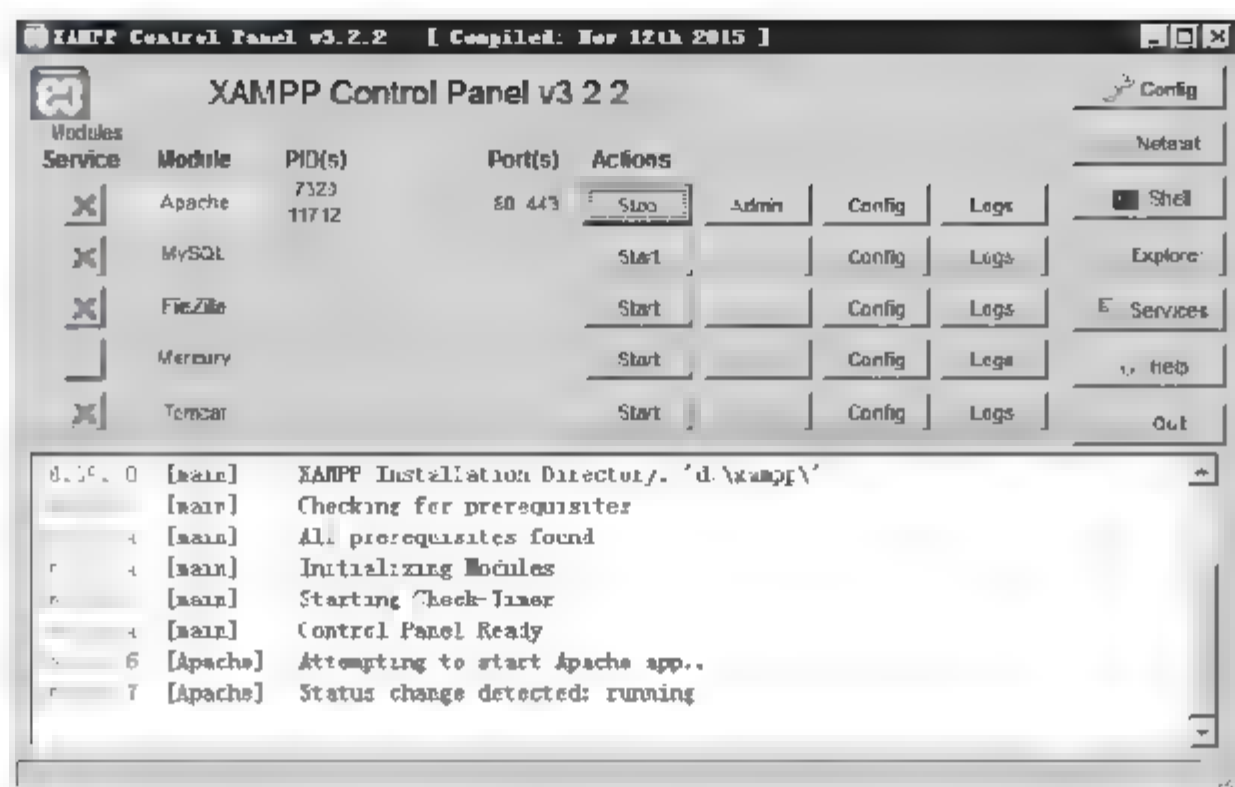 XAMPP Control Panel v3.2.2 [ Compiled: Nov 12th 2015 ]
XAMPP Control Panel v3 2 2
Config
Modules
Service Module PID(s) Port(s) Actions
Netstat
Apache 11712 80 443 Stop Admin Config Logs
Shell
MySQL Start Config Logs
Explorer
FileZilla Start Config Logs
Services
Mercury Start Config Logs
Help
Tomcat Start Config Logs
Quit
[main] XAMPP Installation Directory: 'd:\xampp\'
[main] Checking for prerequisites
[main] All prerequisites found
[main] Initializing Modules
[main] Starting Check-Timer
[main] Control Panel Ready
6 [Apache] Attempting to start Apache app..
7 [Apache] Status change detected: running